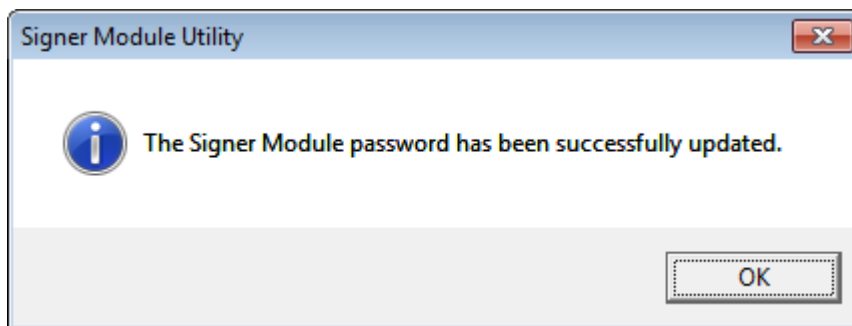 Signer Module Utility
The Signer Module password has been successfully updated.
OK